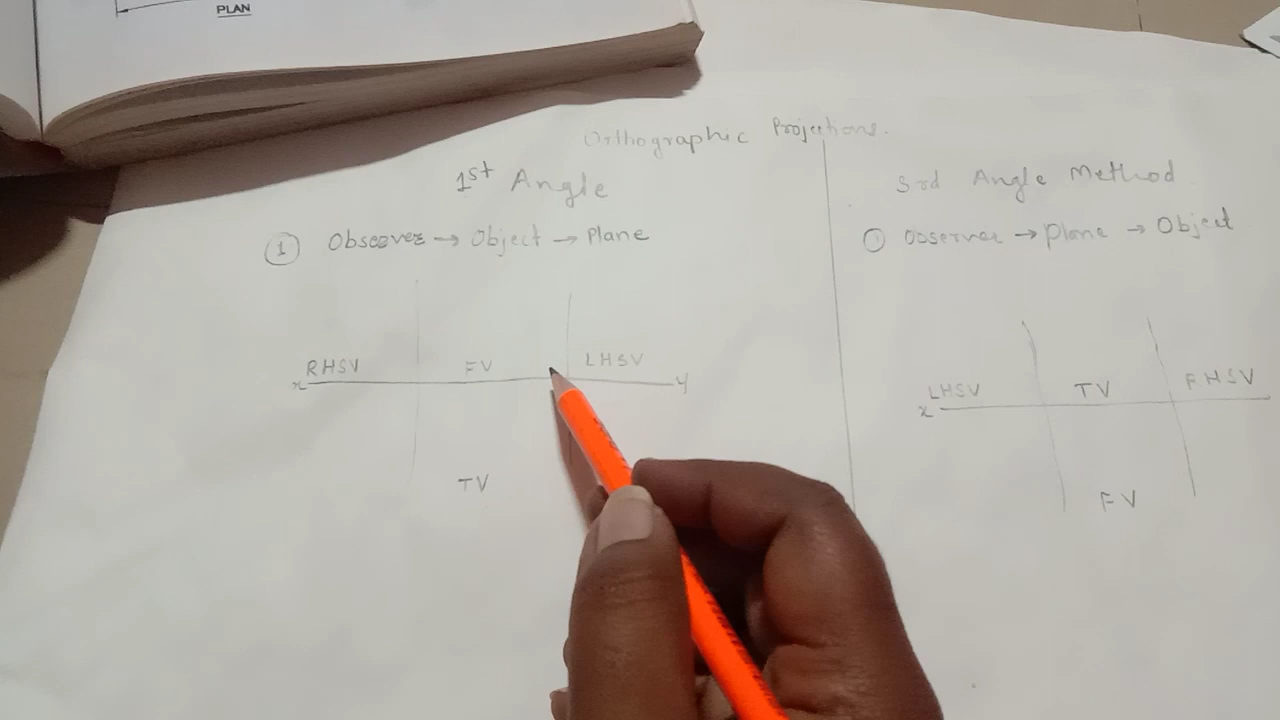 PLAN
Orthographic Projections.
1st Angle
① Observer → Object → Plane
RHSV FV LHSV
x y
TV
3rd Angle Method
① Observer → plane → Object
LHSV TV RHSV
x
FV